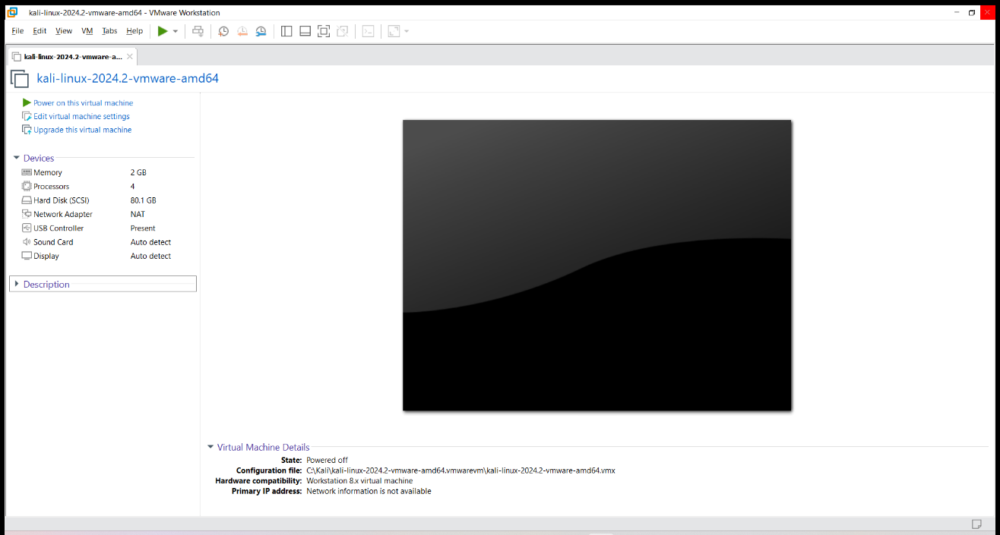 kali-linux-2024.2-vmware-amd64 - VMware Workstation
File Edit View VM Tabs Help
kali-linux-2024.2-vmware-a...
kali-linux-2024.2-vmware-amd64
Power on this virtual machine
Edit virtual machine settings
Upgrade this virtual machine
Devices
Memory 2 GB
Processors 4
Hard Disk (SCSI) 80.1 GB
Network Adapter NAT
USB Controller Present
Sound Card Auto detect
Display Auto detect
Description
Virtual Machine Details
State: Powered off
Configuration file: C:\Kali\kali-linux-2024.2-vmware-amd64.vmwarevm\kali-linux-2024.2-vmware-amd64.vmx
Hardware compatibility: Workstation 8.x virtual machine
Primary IP address: Network information is not available